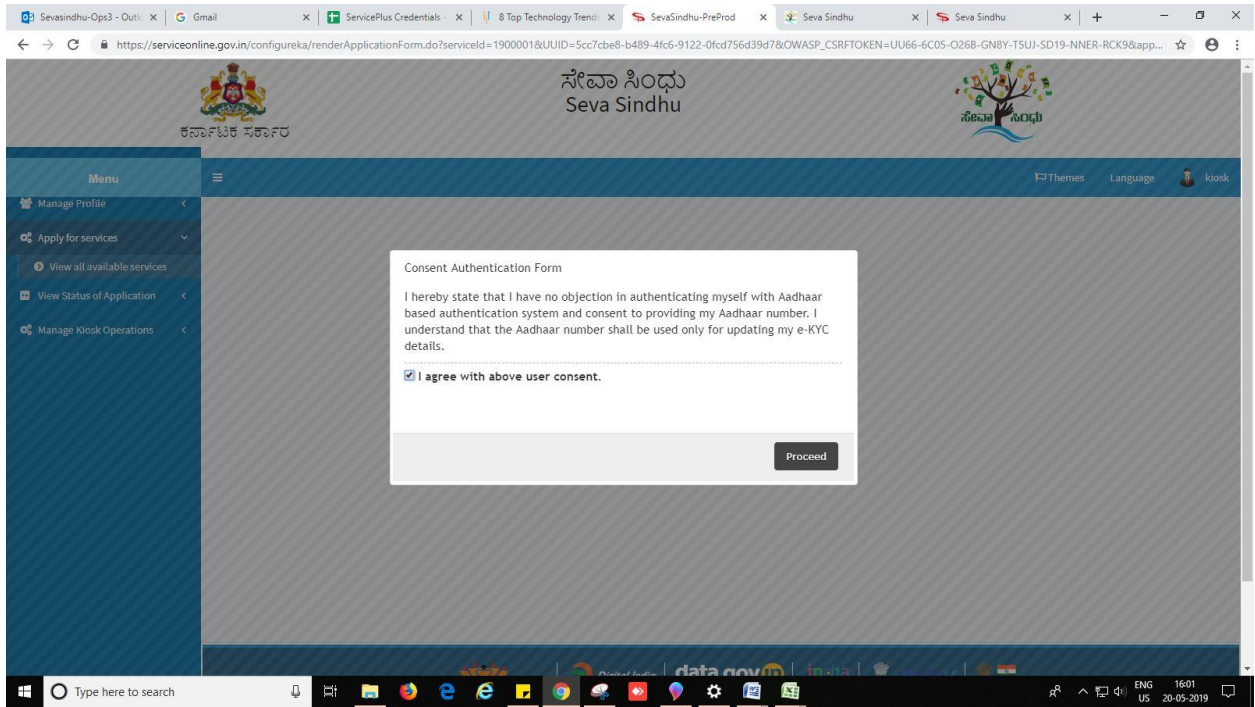 Sevasindhu-Ops3 - Outlo
Gmail
ServicePlus Credentials -
8 Top Technology Trends
SevaSindhu-PreProd
Seva Sindhu
Seva Sindhu
https://serviceonline.gov.in/configureka/renderApplicationForm.do?serviceId=1900001&UUID=5cc7cbe8-b489-4fc6-9122-0fcd756d39d7&OWASP_CSRFTOKEN=UU66-6C05-O26B-GN8Y-T5UJ-SD19-NNER-RCK9&app...
ಕರ್ನಾಟಕ ಸರ್ಕಾರ
ಸೇವಾ ಸಿಂಧು
Seva Sindhu
ಸೇವಾ ಸಿಂಧು
Menu
Themes
Language
kiosk
Manage Profile
Apply for services
View all available services
View Status of Application
Manage Kiosk Operations
Consent Authentication Form
I hereby state that I have no objection in authenticating myself with Aadhaar
based authentication system and consent to providing my Aadhaar number. I
understand that the Aadhaar number shall be used only for updating my e-KYC
details.
I agree with above user consent.
Proceed
Digital India
data.gov in
india
Type here to search
ENG
US
16:01
20-05-2019